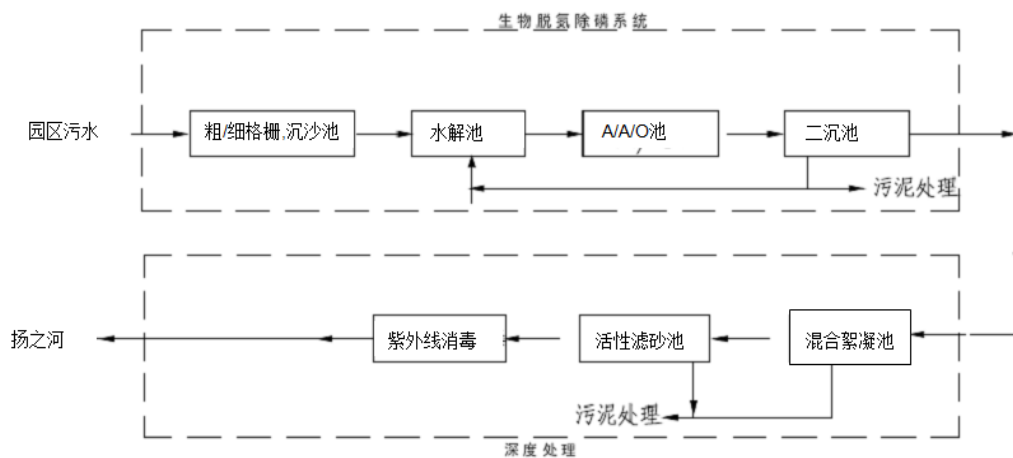 生物脱氮除磷系统
园区污水
粗/细格栅,沉沙池
水解池
A/A/O池
二沉池
污泥处理
扬之河
紫外线消毒
活性滤砂池
混合絮凝池
污泥处理
深度处理